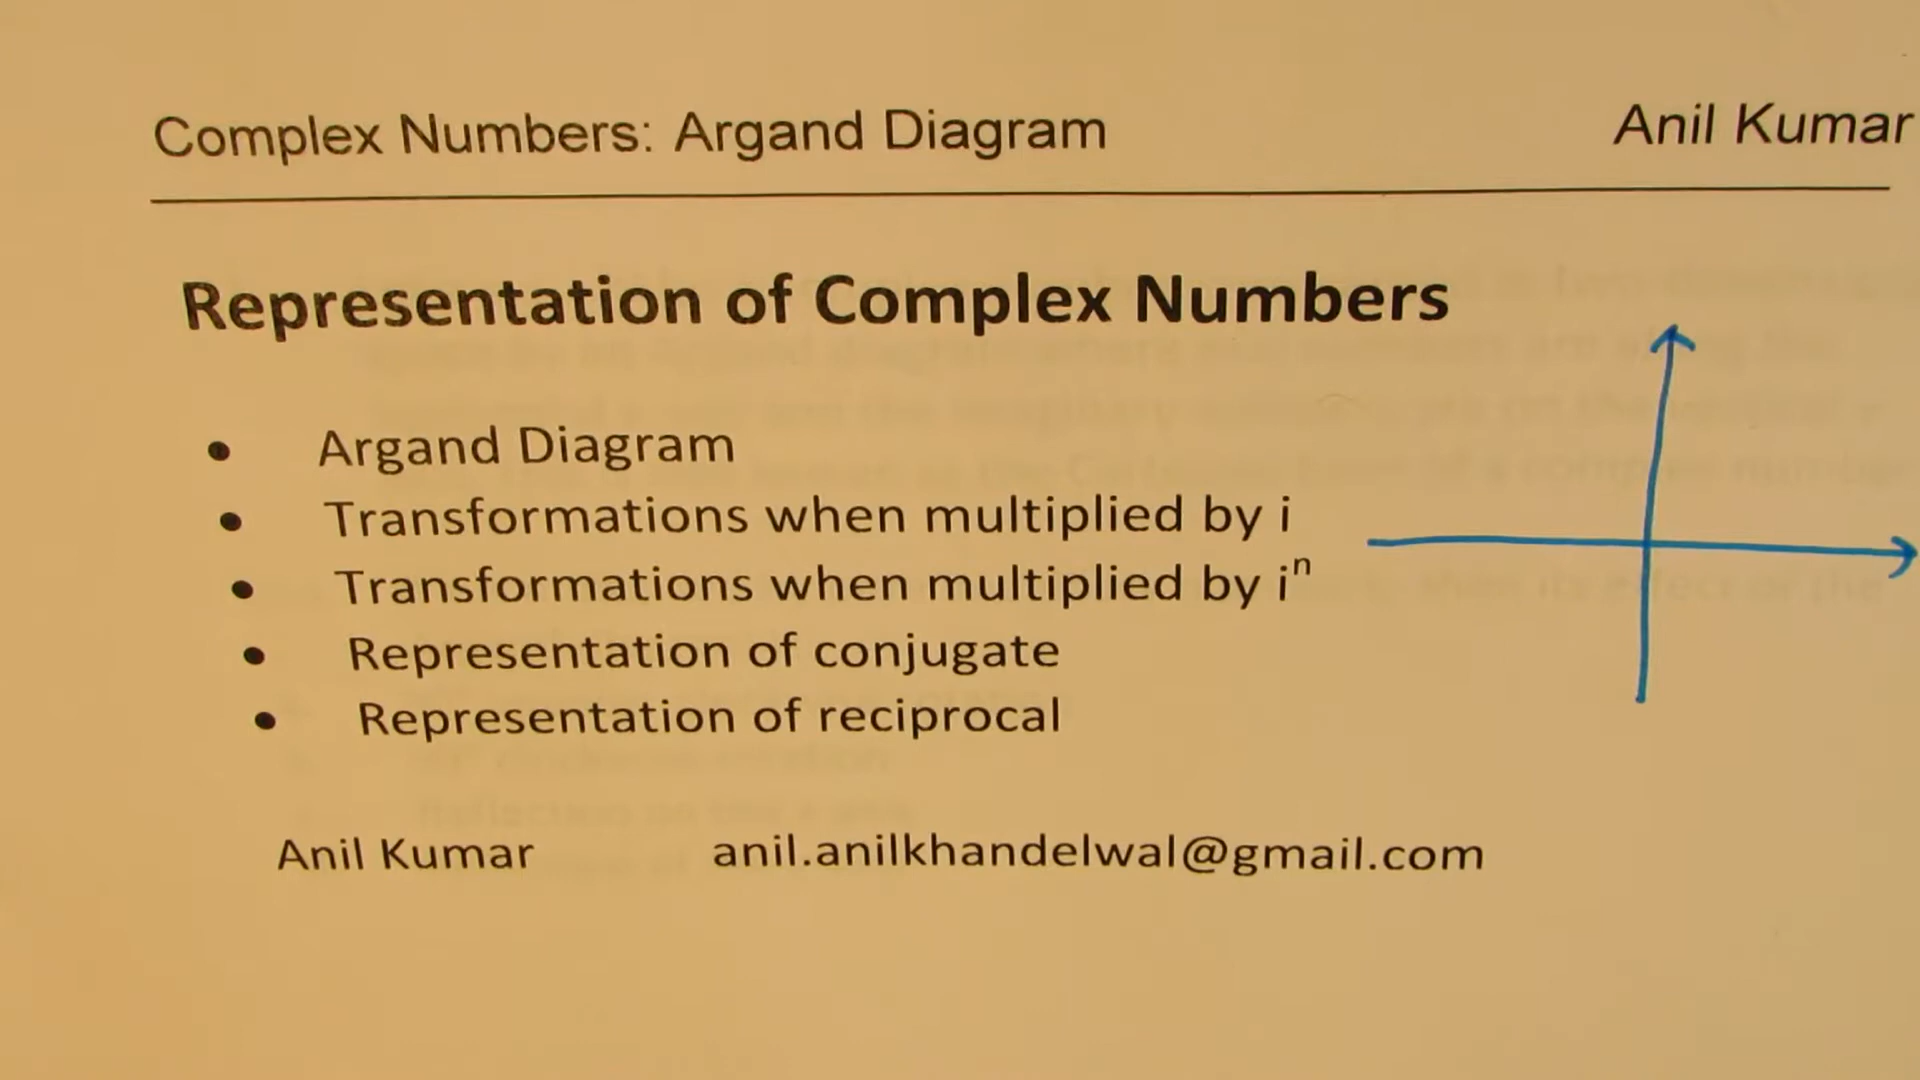 Complex Numbers: Argand Diagram Anil Kumar
Representation of Complex Numbers
• Argand Diagram
• Transformations when multiplied by i
• Transformations when multiplied by iⁿ
• Representation of conjugate
• Representation of reciprocal
Anil Kumar anil.anilkhandelwal@gmail.com